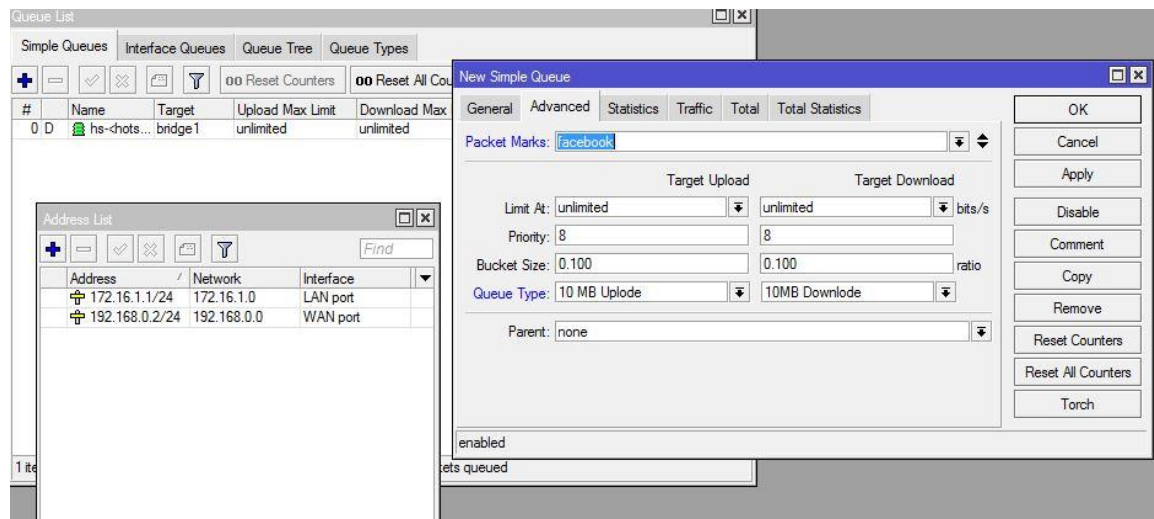 Queue List
Simple Queues Interface Queues Queue Tree Queue Types
00 Reset Counters 00 Reset All Cou
# Name Target Upload Max Limit Download Max
0 D hs-<hots... bridge1 unlimited unlimited
Address List
Find
Address Network Interface
172.16.1.1/24 172.16.1.0 LAN port
192.168.0.2/24 192.168.0.0 WAN port
1 ite
ets queued
New Simple Queue
General Advanced Statistics Traffic Total Total Statistics
Packet Marks: facebook
Target Upload Target Download
Limit At: unlimited unlimited bits/s
Priority: 8 8
Bucket Size: 0.100 0.100 ratio
Queue Type: 10 MB Uplode 10MB Downlode
Parent: none
enabled
OK
Cancel
Apply
Disable
Comment
Copy
Remove
Reset Counters
Reset All Counters
Torch